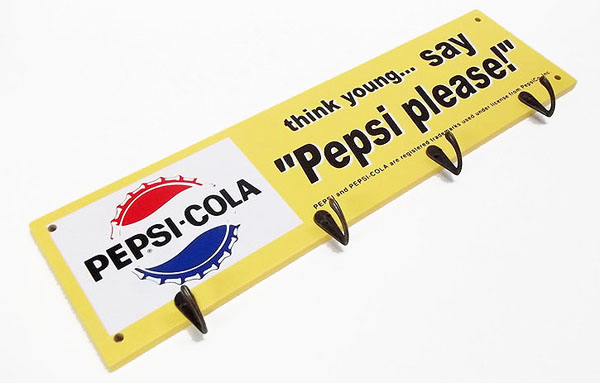 PEPSI-COLA
®
think young... say
"Pepsi please!"
PEPSI and PEPSI-COLA are registered trademarks used under license from PepsiCo, Inc.